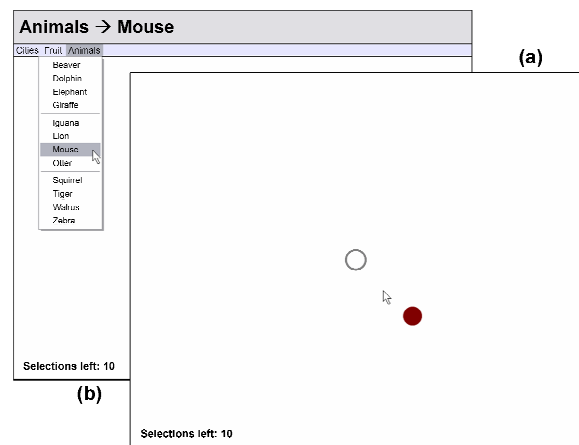 Animals → Mouse
Cities Fruit Animals
(a)
Beaver
Dolphin
Elephant
Giraffe
Iguana
Lion
Mouse
Otter
Squirrel
Tiger
Walrus
Zebra
Selections left: 10
(b)
Selections left: 10